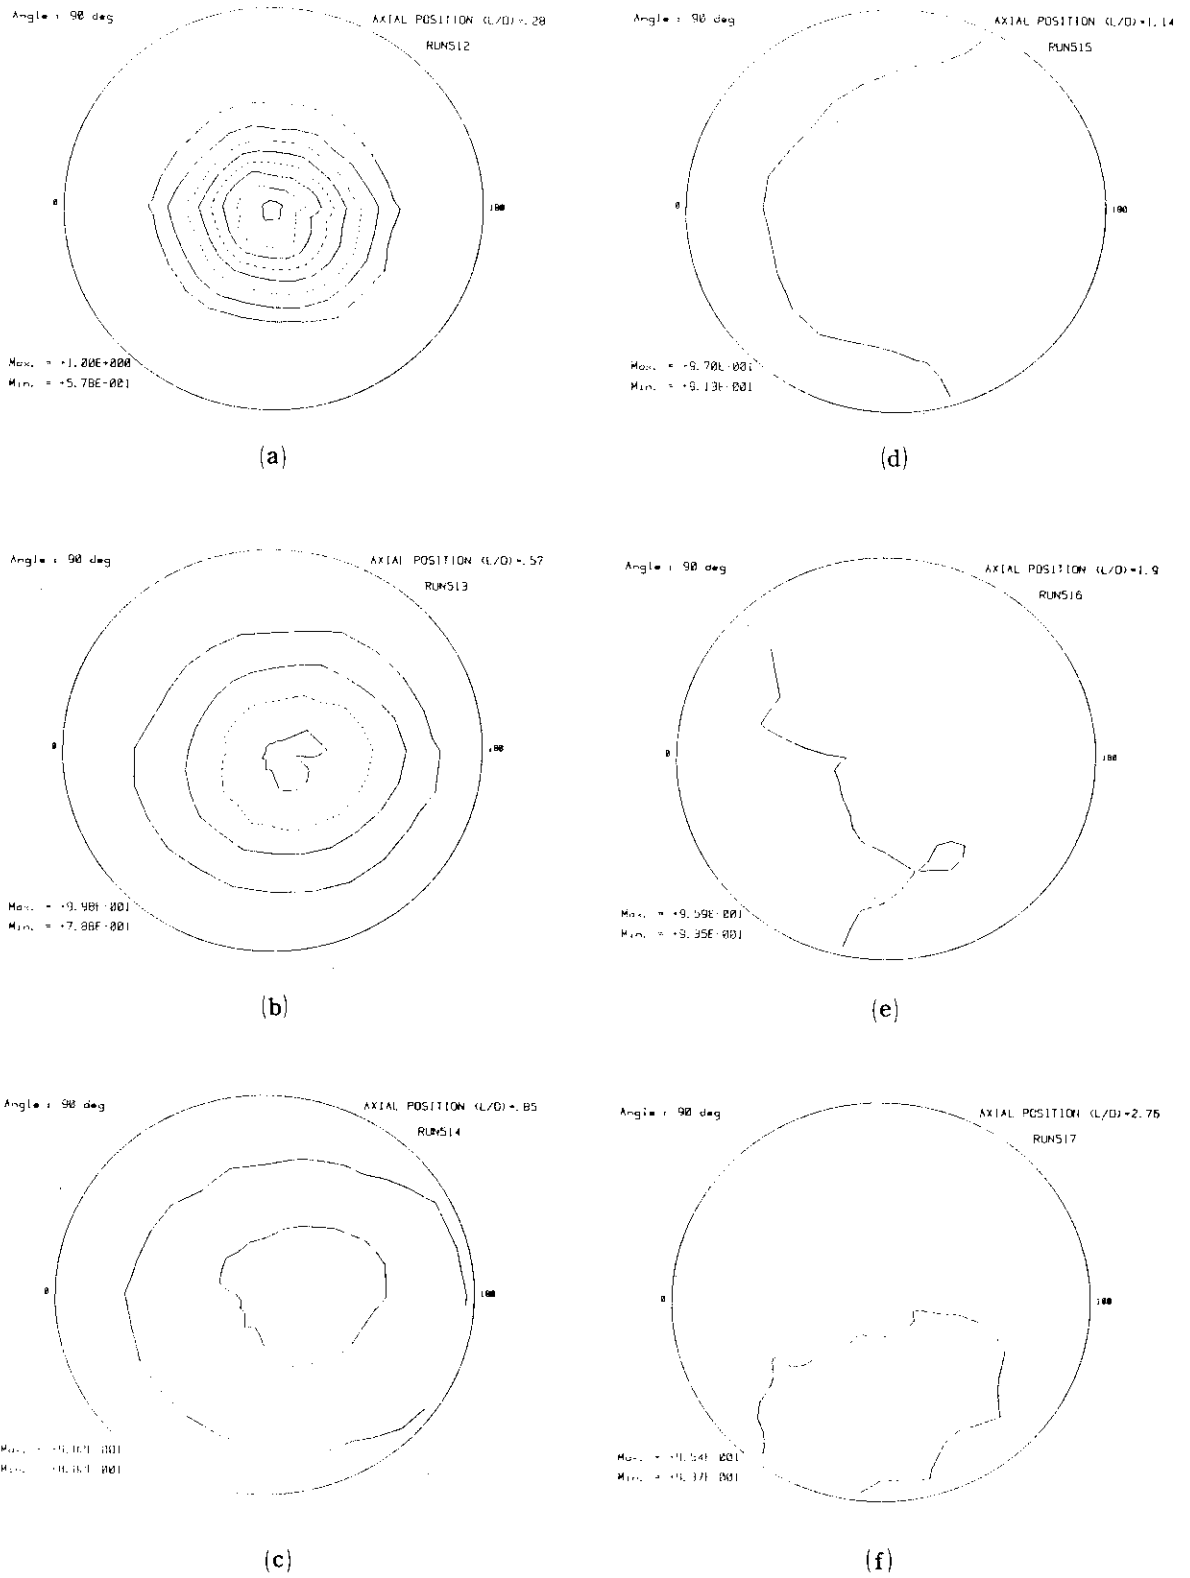 Angle : 90 deg
AXIAL POSITION (L/D)=.28
RUN512
0
180
Max. = +1.00E+000
Min. = +5.78E-001
(a)
Angle : 90 deg
AXIAL POSITION (L/D)=1.14
RUN515
0
180
Max. = +9.70E-001
Min. = +9.13E-001
(d)
Angle : 90 deg
AXIAL POSITION (L/D)=.57
RUN513
0
180
Max. = +9.98E-001
Min.
(b)
Angle : 90 deg
AXIAL POSITION (L/D)=1.9
RUN516
0
180
Max. = +9.59E-001
Min. = +9.35E-001
(e)
Angle : 90 deg
AXIAL POSITION (L/D)=.85
RUN514
0
180
Max. =
Min. =
(c)
Angle : 90 deg
AXIAL POSITION (L/D)=2.76
RUN517
0
180
Max. = +9.54E-001
Min. = +9.37E-001
(f)